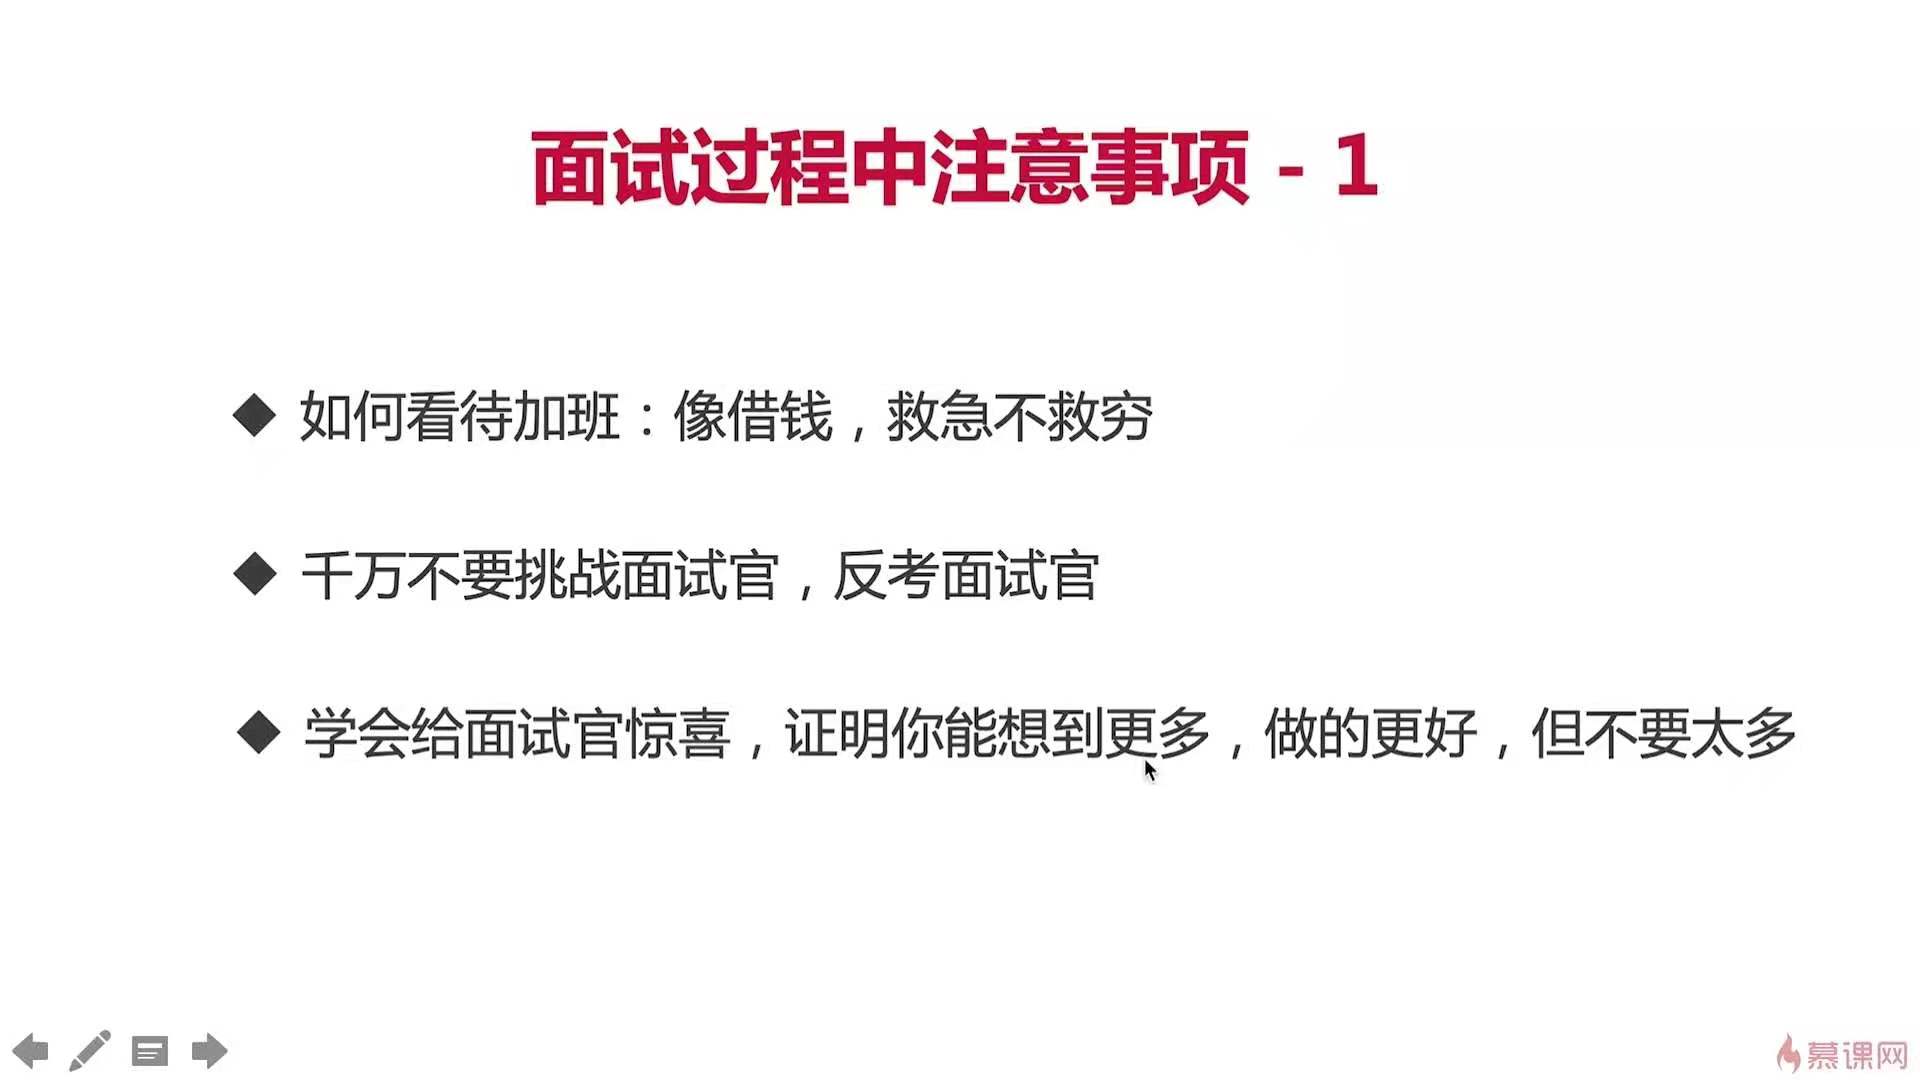 面试过程中注意事项 - 1
如何看待加班：像借钱，救急不救穷
千万不要挑战面试官，反考面试官
学会给面试官惊喜，证明你能想到更多，做的更好，但不要太多
慕课网